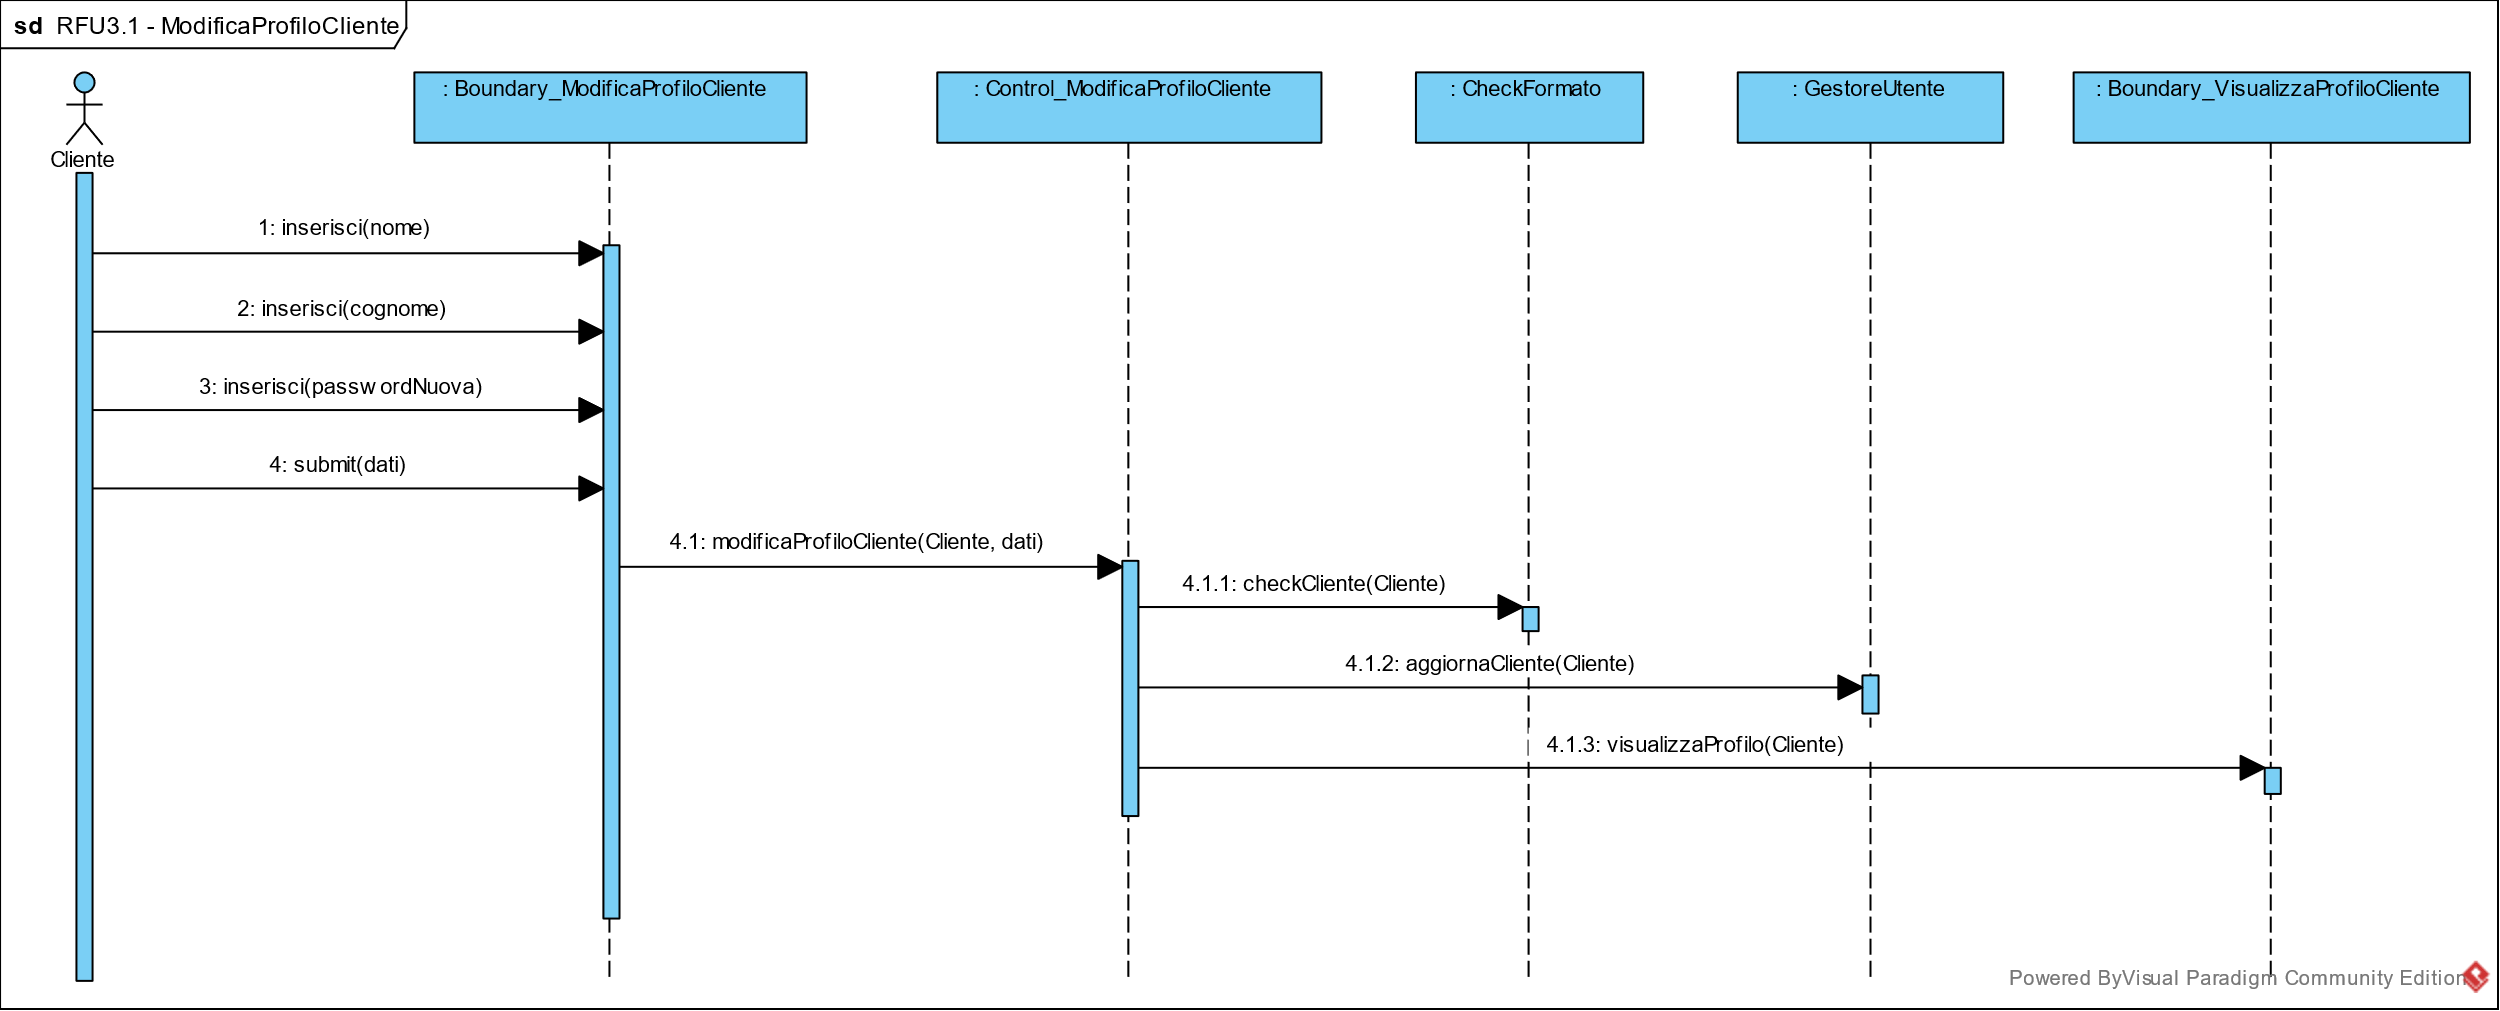 sd RFU3.1 - ModificaProfiloCliente
Cliente
: Boundary_ModificaProfiloCliente
: Control_ModificaProfiloCliente
: CheckFormato
: GestoreUtente
: Boundary_VisualizzaProfiloCliente
1: inserisci(nome)
2: inserisci(cognome)
3: inserisci(passwordNuova)
4: submit(dati)
4.1: modificaProfiloCliente(Cliente, dati)
4.1.1: checkCliente(Cliente)
4.1.2: aggiornaCliente(Cliente)
4.1.3: visualizzaProfilo(Cliente)
Powered ByVisual Paradigm Community Edition